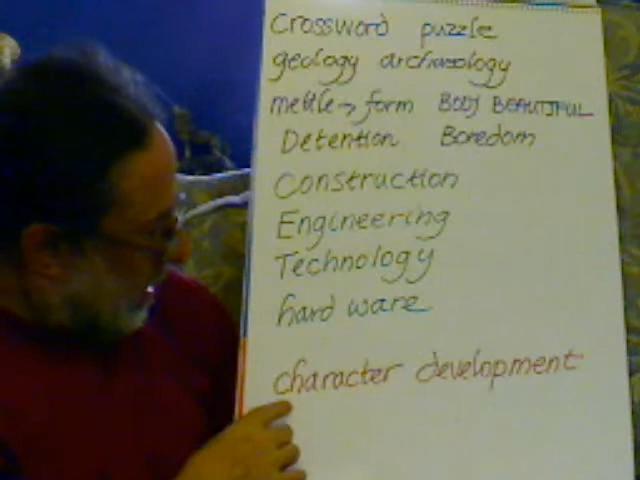 Crossword puzzle
geology archaeology
mettle → form BODY BEAUTIFUL
Detention Boredom
Construction
Engineering
Technology
hard ware
character development